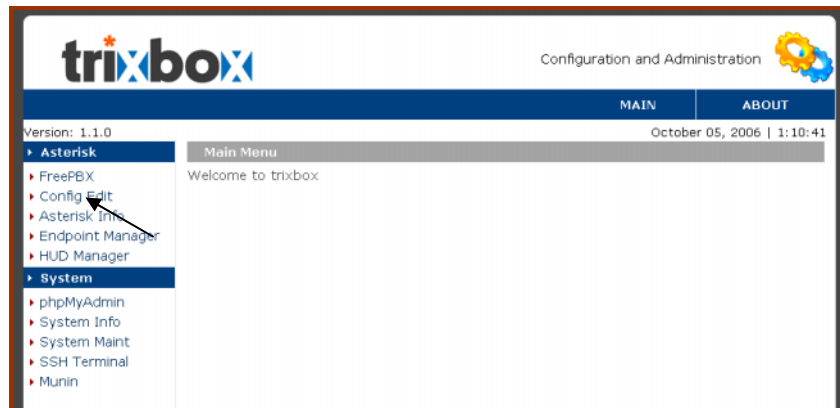 trixbox
Configuration and Administration
MAIN ABOUT
Version: 1.1.0 October 05, 2006 | 1:10:41
Asterisk
FreePBX
Config Edit
Asterisk Info
Endpoint Manager
HUD Manager
System
phpMyAdmin
System Info
System Maint
SSH Terminal
Munin
Main Menu
Welcome to trixbox